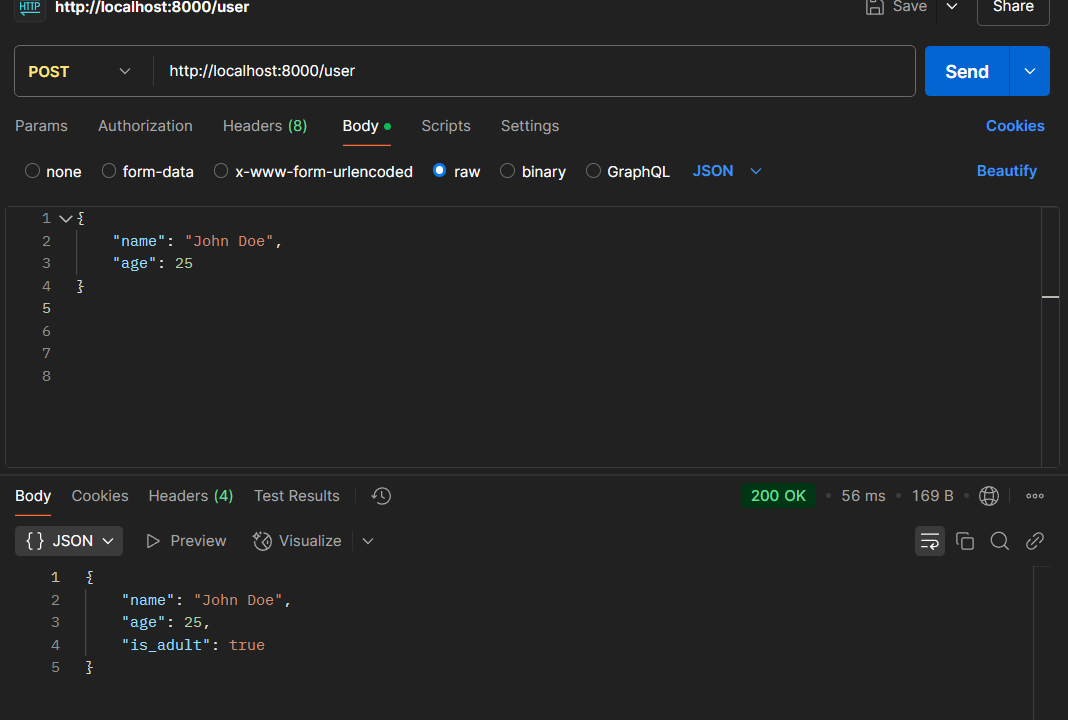 HTTP http://localhost:8000/user Save Share
POST http://localhost:8000/user Send
Params Authorization Headers (8) Body Scripts Settings Cookies
none form-data x-www-form-urlencoded raw binary GraphQL JSON Beautify
1 {
2 "name": "John Doe",
3 "age": 25
4 }
5
6
7
8
Body Cookies Headers (4) Test Results 200 OK • 56 ms • 169 B •
{} JSON Preview Visualize
1 {
2 "name": "John Doe",
3 "age": 25,
4 "is_adult": true
5 }